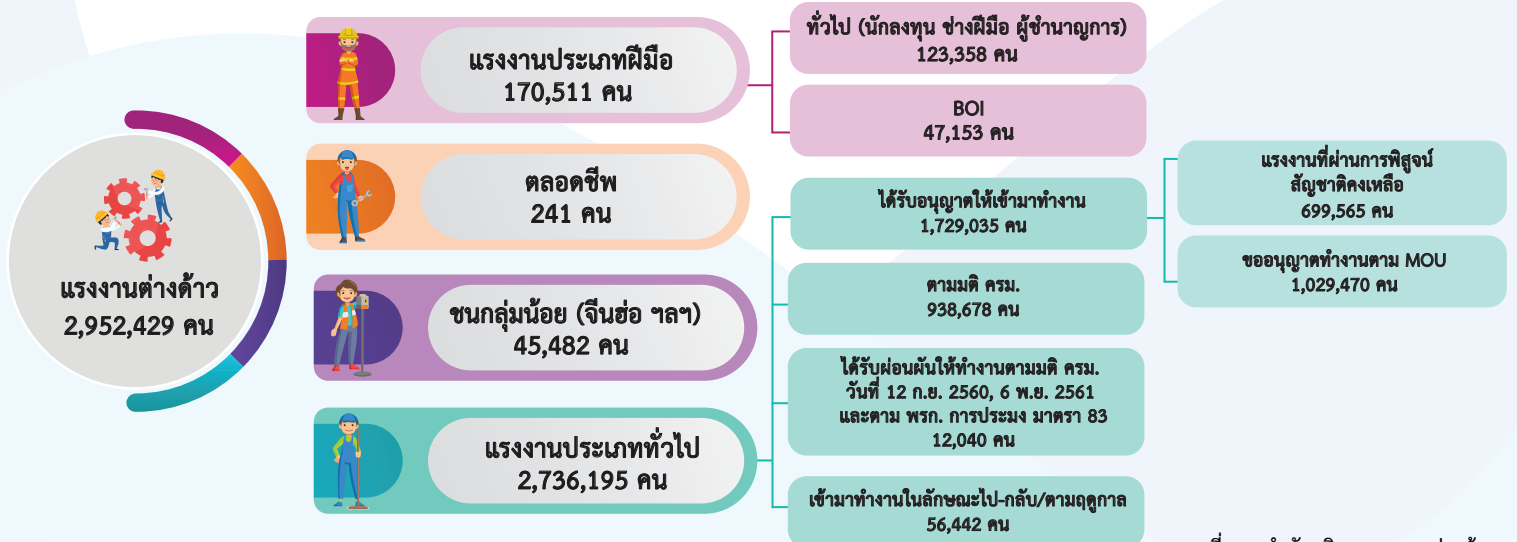 แรงงานต่างด้าว
2,952,429 คน
แรงงานประเภทฝีมือ
170,511 คน
ทั่วไป (นักลงทุน ช่างฝีมือ ผู้ชำนาญการ)
123,358 คน
BOI
47,153 คน
ตลอดชีพ
241 คน
ชนกลุ่มน้อย (จีนฮ่อ ฯลฯ)
45,482 คน
แรงงานประเภททั่วไป
2,736,195 คน
ได้รับอนุญาตให้เข้ามาทำงาน
1,729,035 คน
แรงงานที่ผ่านการพิสูจน์
สัญชาติคงเหลือ
699,565 คน
ขออนุญาตทำงานตาม MOU
1,029,470 คน
ตามมติ ครม.
938,678 คน
ได้รับผ่อนผันให้ทำงานตามมติ ครม.
วันที่ 12 ก.ย. 2560, 6 พ.ย. 2561
และตาม พรก. การประมง มาตรา 83
12,040 คน
เข้ามาทำงานในลักษณะไป-กลับ/ตามฤดูกาล
56,442 คน